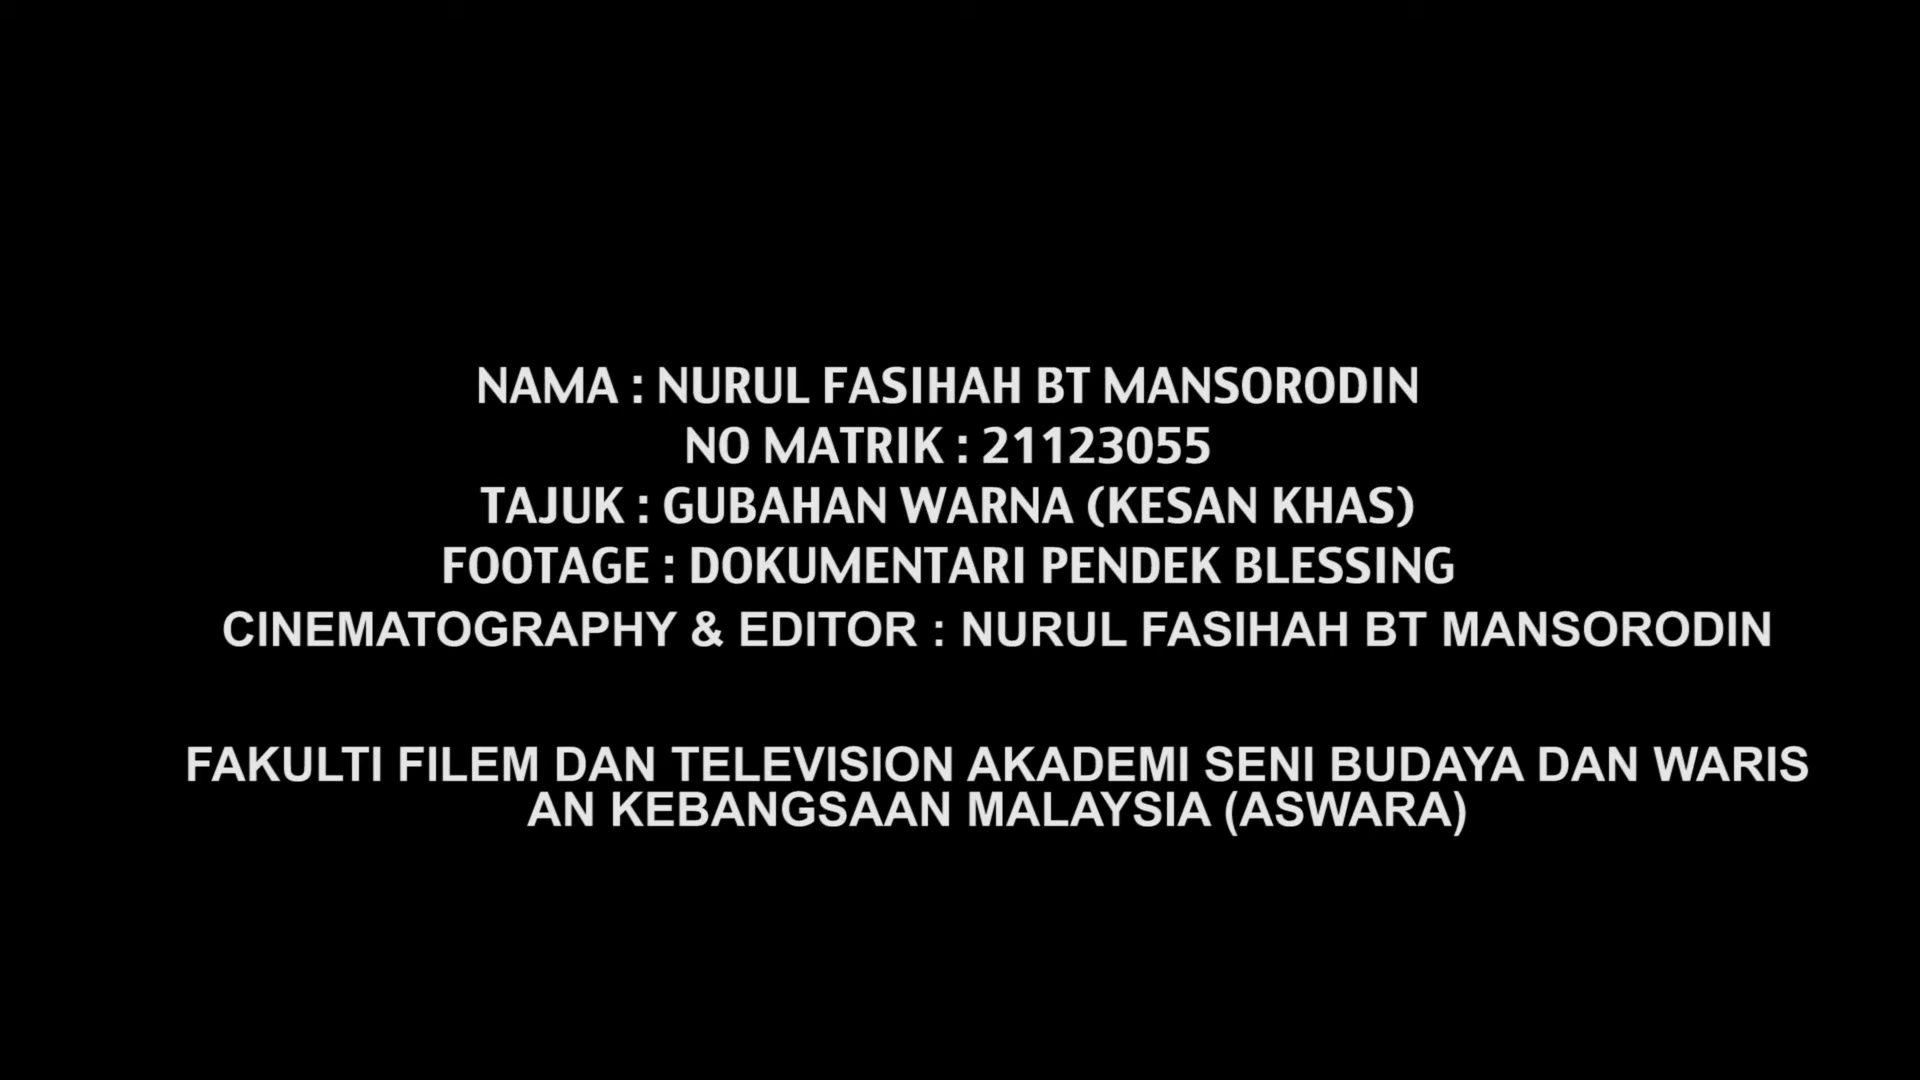 NAMA : NURUL FASIHAH BT MANSORODIN
NO MATRIK : 21123055
TAJUK : GUBAHAN WARNA (KESAN KHAS)
FOOTAGE : DOKUMENTARI PENDEK BLESSING
CINEMATOGRAPHY & EDITOR : NURUL FASIHAH BT MANSORODIN
FAKULTI FILEM DAN TELEVISION AKADEMI SENI BUDAYA DAN WARIS
AN KEBANGSAAN MALAYSIA (ASWARA)